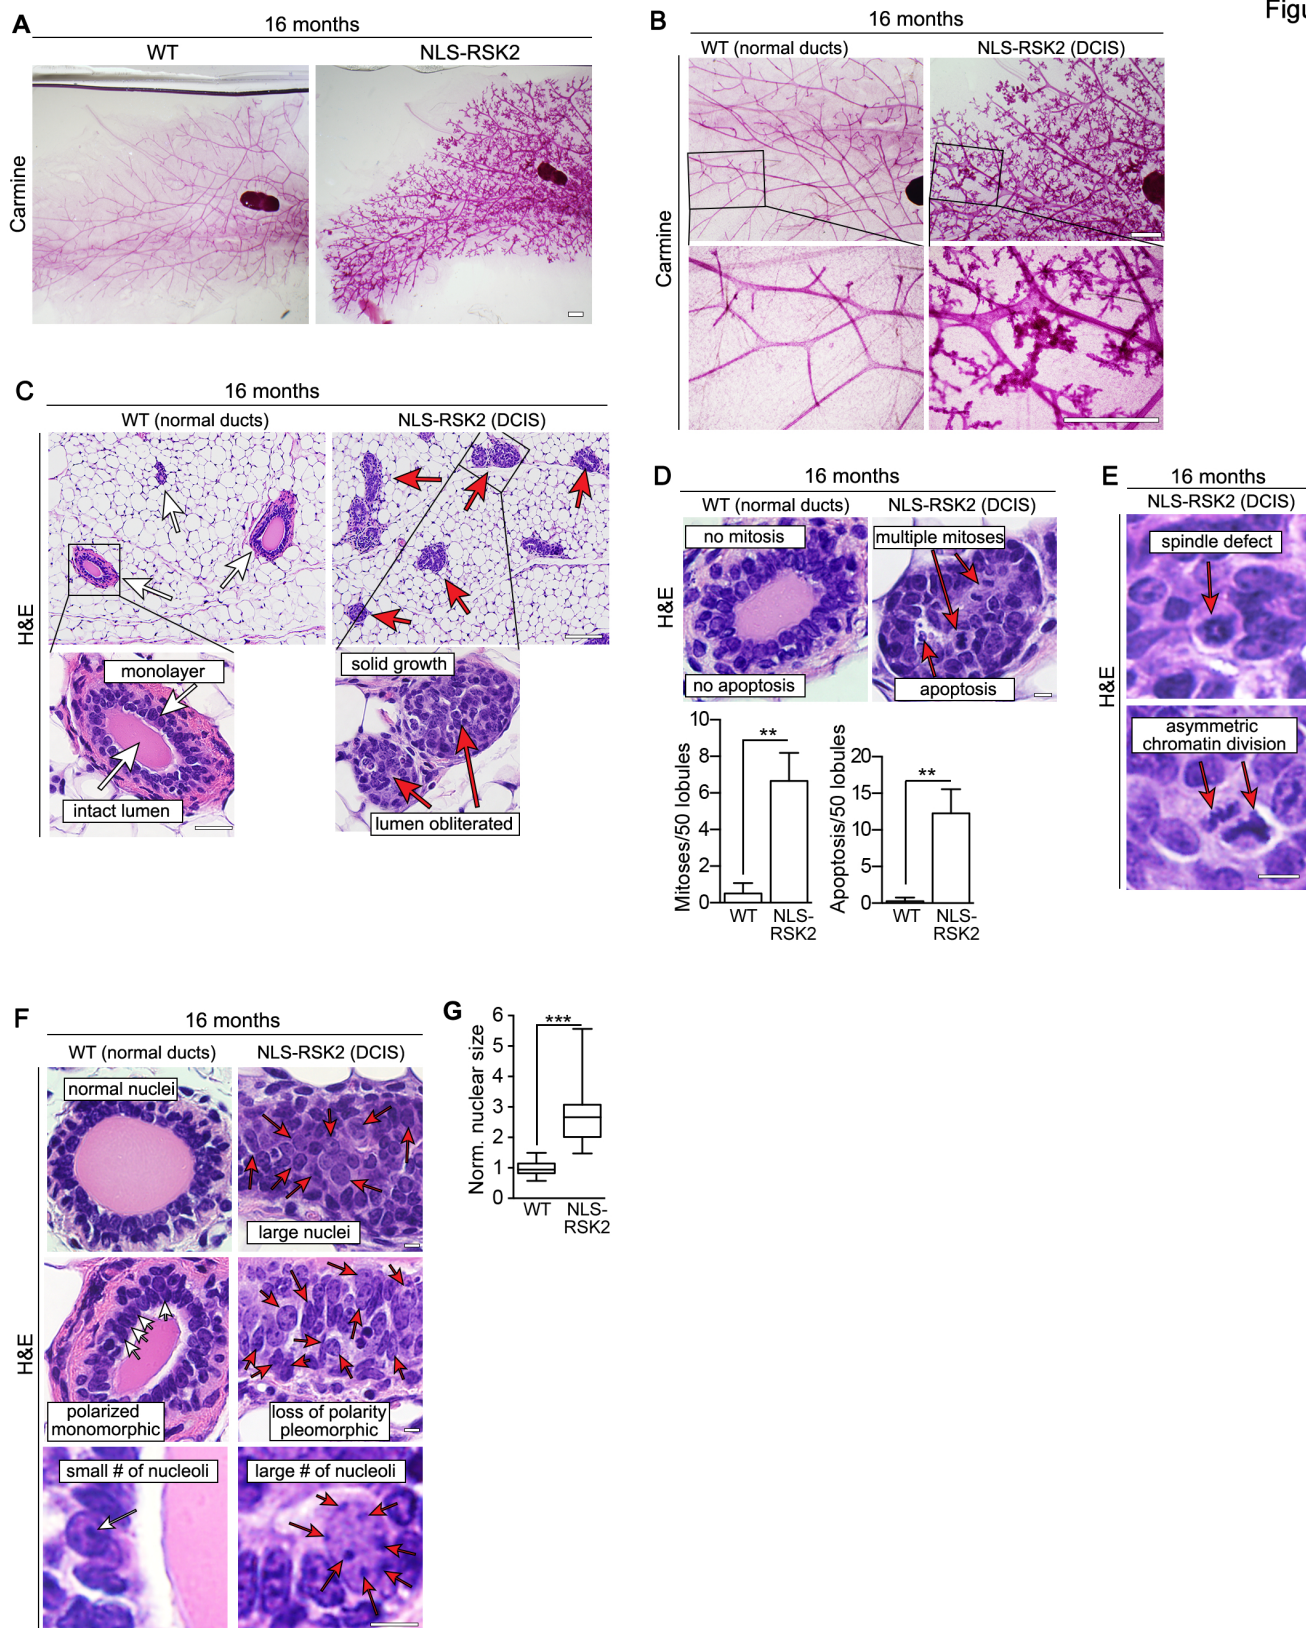 Figu
A
16 months
WT
NLS-RSK2
Carmine
B
16 months
WT (normal ducts)
NLS-RSK2 (DCIS)
Carmine
C
16 months
WT (normal ducts)
NLS-RSK2 (DCIS)
H&E
monolayer
intact lumen
solid growth
lumen obliterated
D
16 months
WT (normal ducts)
NLS-RSK2 (DCIS)
H&E
no mitosis
no apoptosis
multiple mitoses
apoptosis
Mitoses/50 lobules
10
8
6
4
2
0
**
WT
NLS-
RSK2
Apoptosis/50 lobules
20
15
10
5
0
**
WT
NLS-
RSK2
E
16 months
NLS-RSK2 (DCIS)
H&E
spindle defect
asymmetric
chromatin division
F
16 months
WT (normal ducts)
NLS-RSK2 (DCIS)
H&E
normal nuclei
large nuclei
polarized
monomorphic
loss of polarity
pleomorphic
small # of nucleoli
large # of nucleoli
G
Norm. nuclear size
6
5
4
3
2
1
0
***
WT
NLS-
RSK2